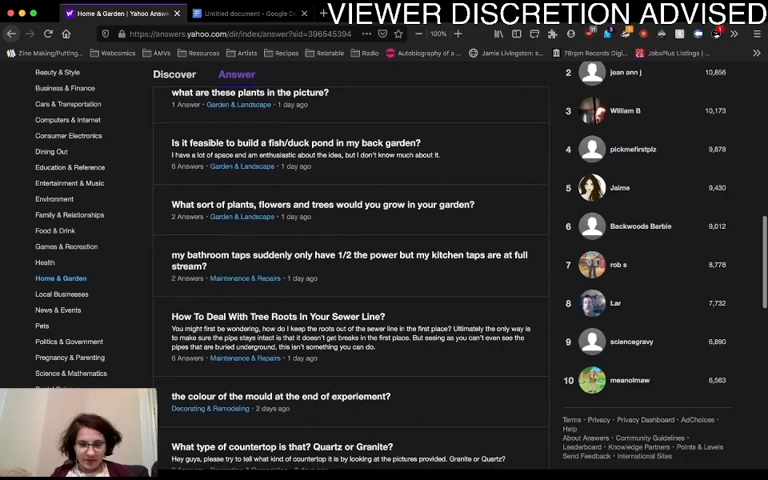 VIEWER DISCRETION ADVISED
Home & Garden | Yahoo Answe
Untitled document - Google D
https://answers.yahoo.com/dir/index/answer?sid=396545394
100%
Zine Making/Putting...
Webcomics
AMVs
Resources
Artists
Recipes
Relatable
Radio
Autobiography of a...
Jamie Livingston: s...
78rpm Records Digi...
JobsPlus Listings |...
Discover
Answer
Beauty & Style
Business & Finance
Cars & Transportation
Computers & Internet
Consumer Electronics
Dining Out
Education & Reference
Entertainment & Music
Environment
Family & Relationships
Food & Drink
Games & Recreation
Health
Home & Garden
Local Businesses
News & Events
Pets
Politics & Government
Pregnancy & Parenting
Science & Mathematics
what are these plants in the picture?
1 Answer · Garden & Landscape · 1 day ago
Is it feasible to build a fish/duck pond in my back garden?
I have a lot of space and am enthusiastic about the idea, but I don't know much about it.
6 Answers · Garden & Landscape · 1 day ago
What sort of plants, flowers and trees would you grow in your garden?
2 Answers · Garden & Landscape · 1 day ago
my bathroom taps suddenly only have 1/2 the power but my kitchen taps are at full
stream?
2 Answers · Maintenance & Repairs · 1 day ago
How To Deal With Tree Roots In Your Sewer Line?
You might first be wondering, how do I keep the roots out of the sewer line in the first place? Ultimately the only way is
to make sure the pipe stays intact is that it doesn't get breaks in the first place. But seeing as you can't even see the
pipes that are buried underground, this isn't something you can do.
6 Answers · Maintenance & Repairs · 1 day ago
the colour of the mould at the end of experiement?
Decorating & Remodeling · 2 days ago
What type of countertop is that? Quartz or Granite?
Hey guys, please try to tell what kind of countertop it is by looking at the pictures provided. Granite or Quartz?
2 jean ann j 10,856
3 William B 10,173
4 pickmefirstplz 9,878
5 Jaime 9,430
6 Backwoods Barbie 9,012
7 rob s 8,778
8 Lar 7,732
9 sciencegravy 6,890
10 meanolmaw 6,563
Terms · Privacy · Privacy Dashboard · AdChoices ·
Help
About Answers · Community Guidelines ·
Leaderboard · Knowledge Partners · Points & Levels
Send Feedback · International Sites